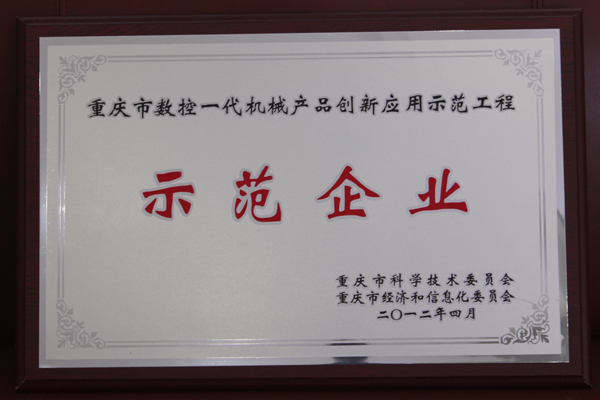 重庆市数控一代机械产品创新应用示范工程
示范企业
重庆市科学技术委员会
重庆市经济和信息化委员会
二〇一二年四月